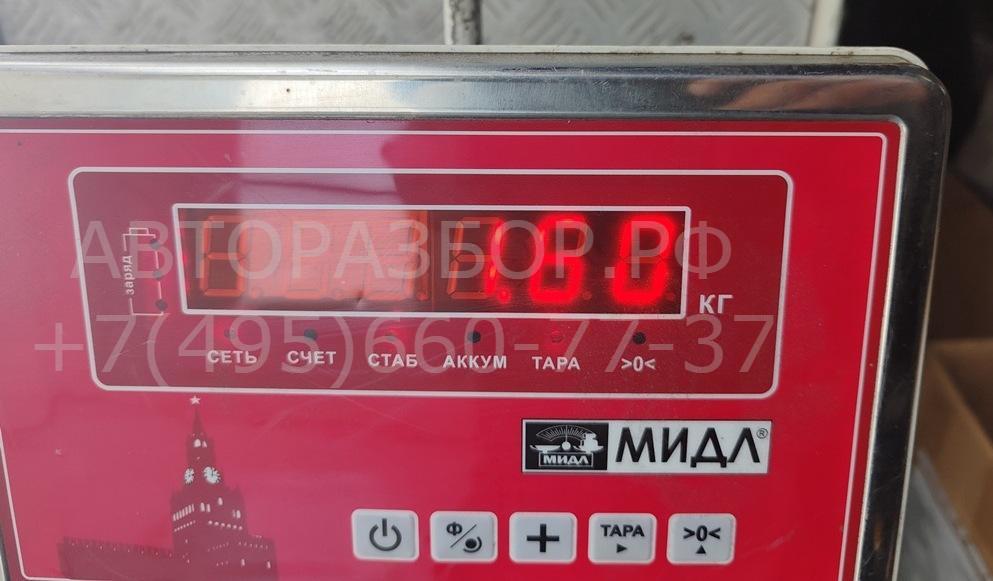 АВТОРАЗБОР.РФ
заряд
1.60
КГ
+7(495)660-77-37
СЕТЬ СЧЕТ СТАБ АККУМ ТАРА >0<
МИДЛ МИДЛ®
Ф ТАРА >0<